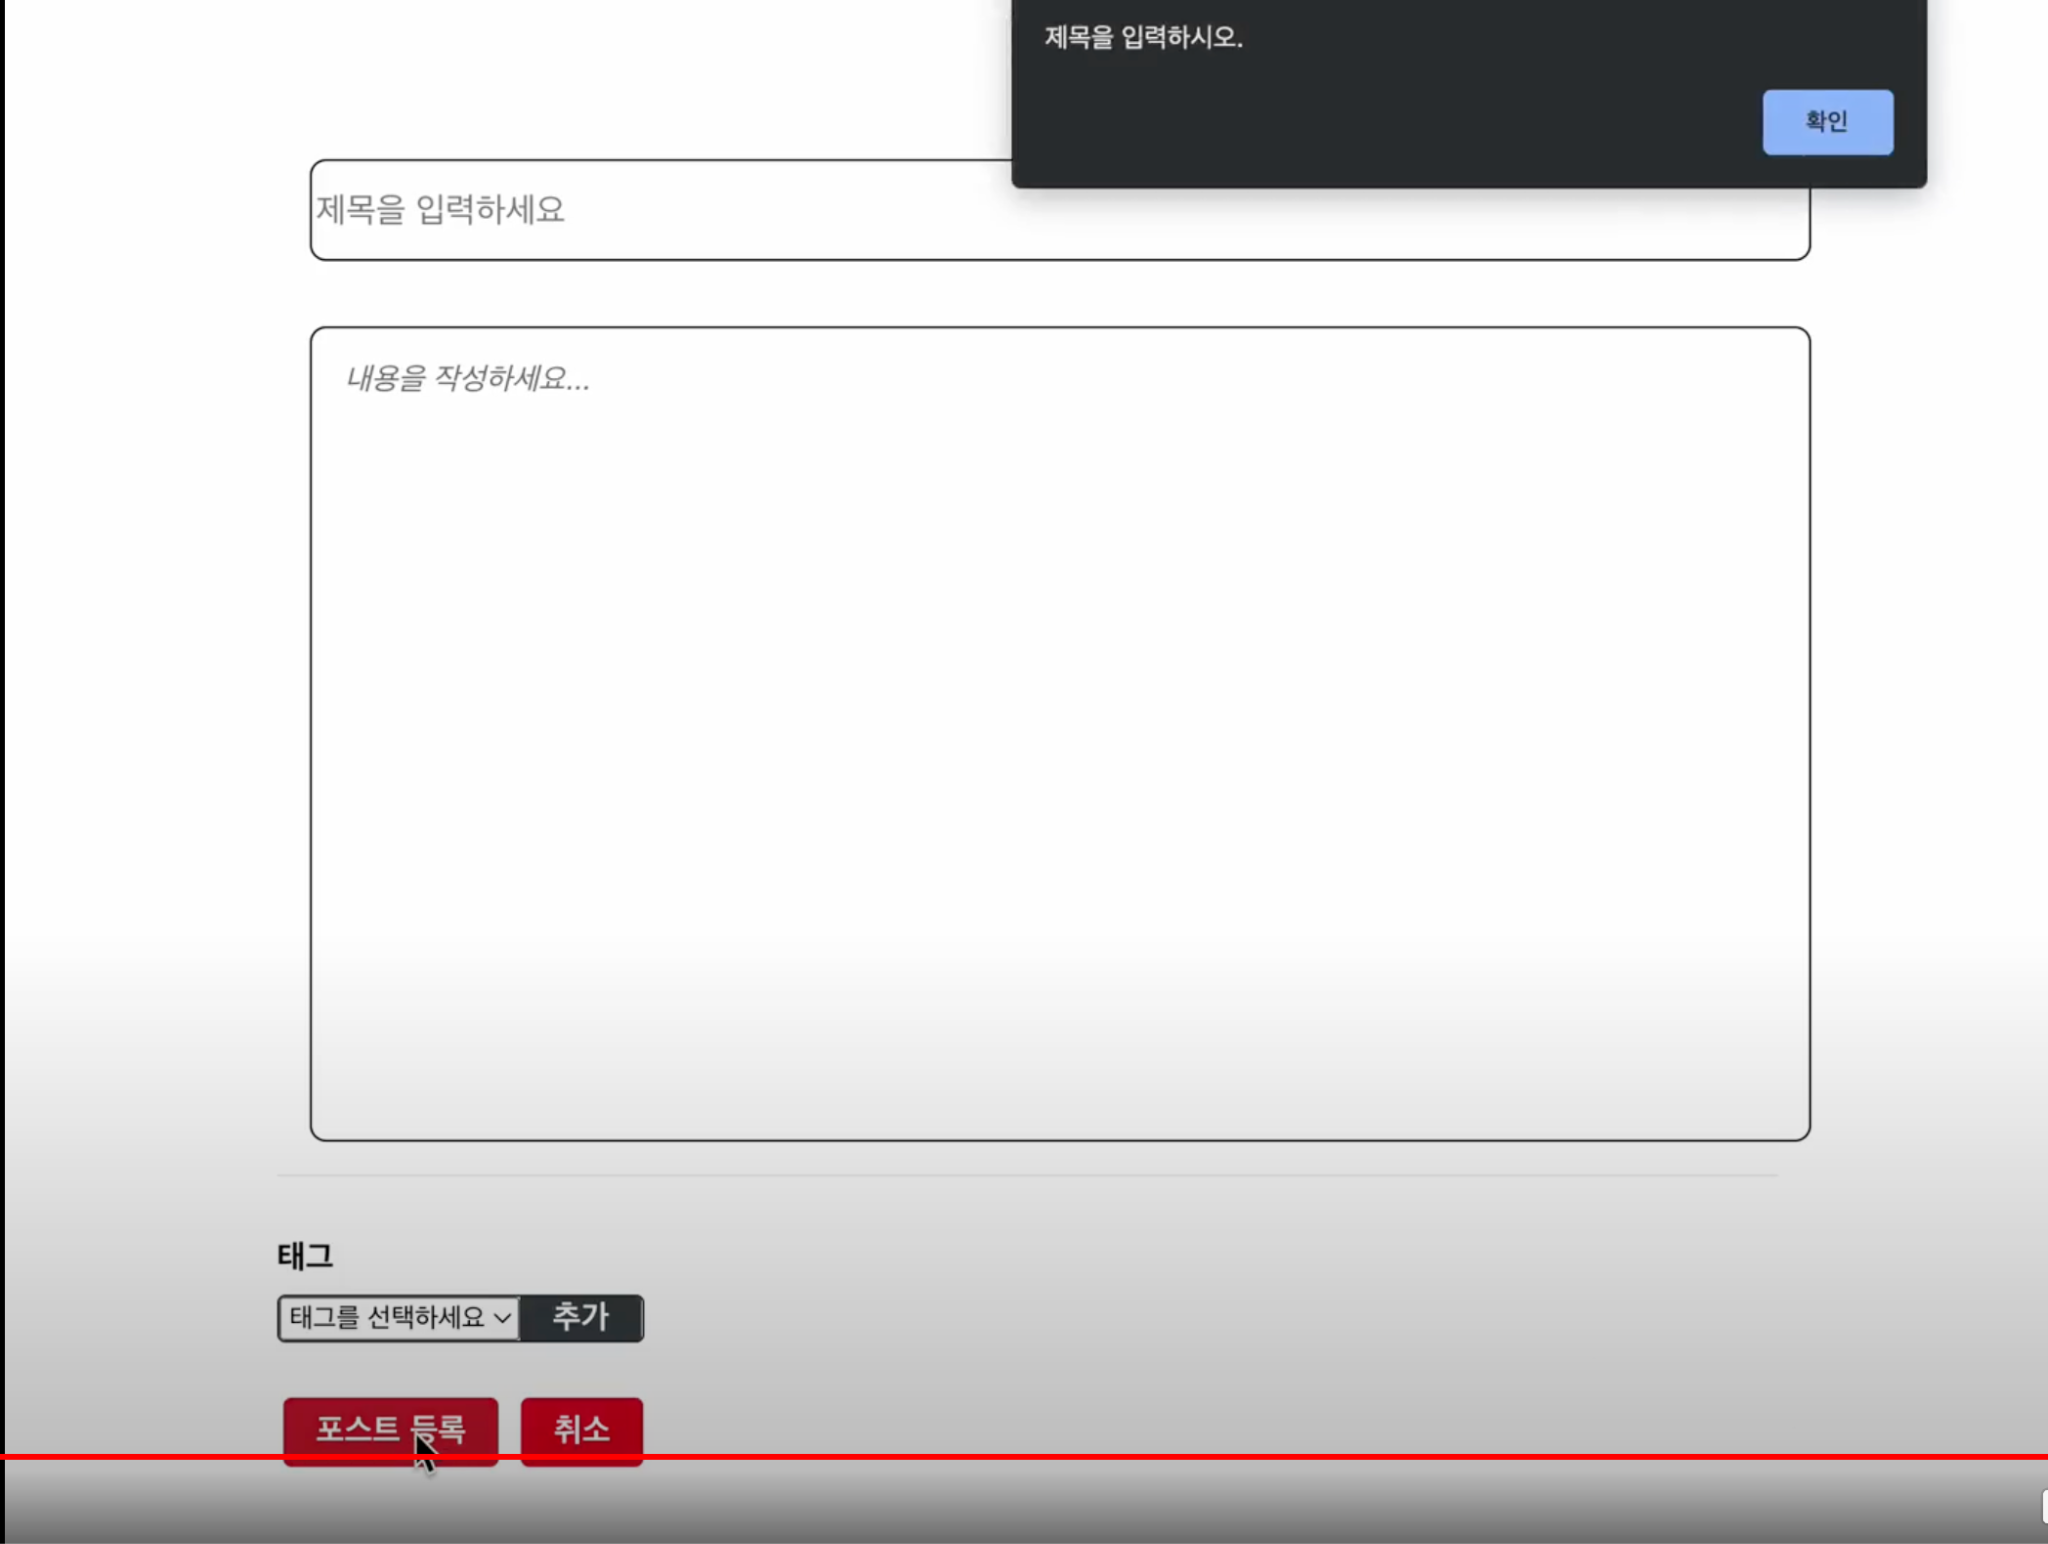 제목을 입력하시오.
확인
제목을 입력하세요
내용을 작성하세요...
태그
태그를 선택하세요 추가
포스트 등록 취소